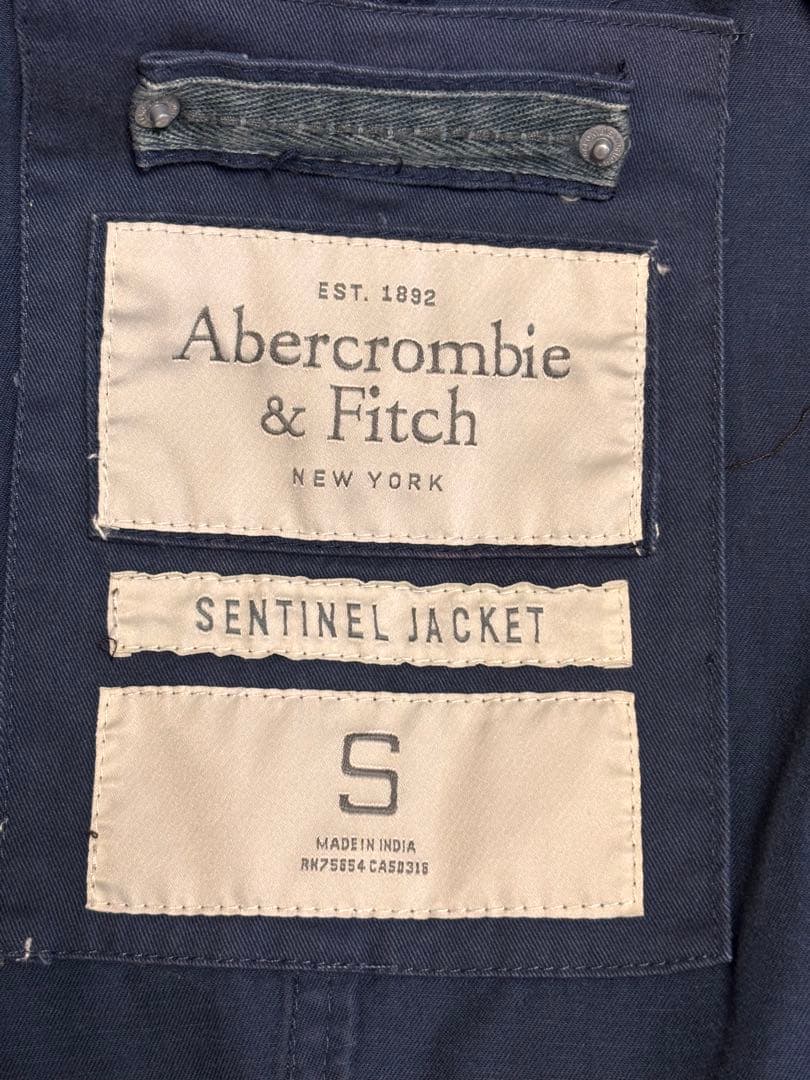 EST. 1892
Abercrombie
& Fitch
NEW YORK
SENTINEL JACKET
S
MADE IN INDIA
RN75654 CA50316